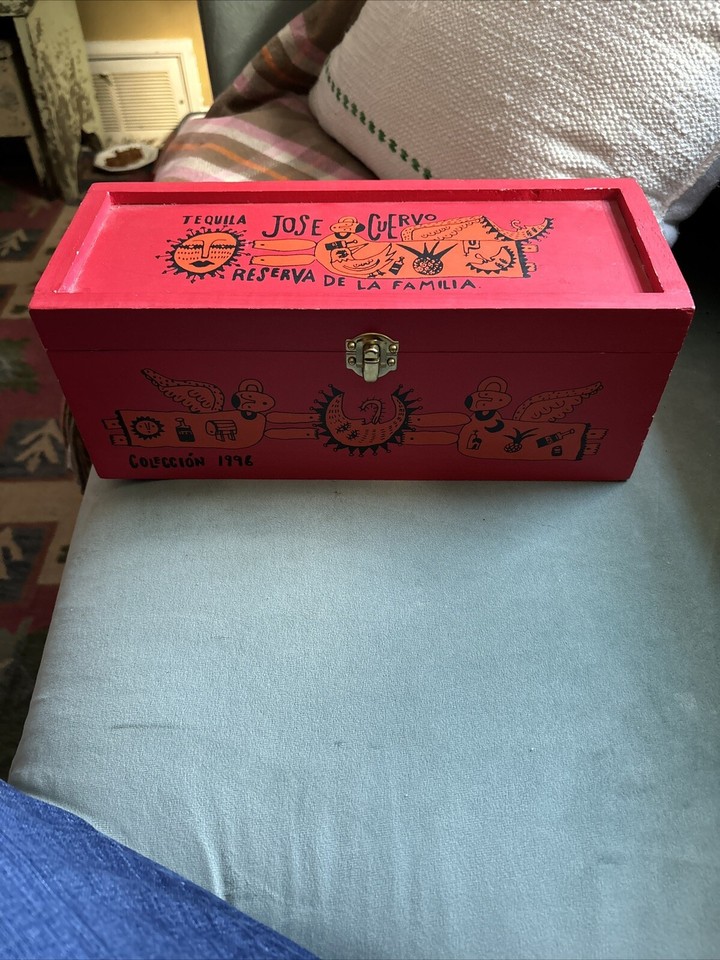 TEQUILA JOSE CUERVO
RESERVA DE LA FAMILIA.
COLECCIÓN 1996